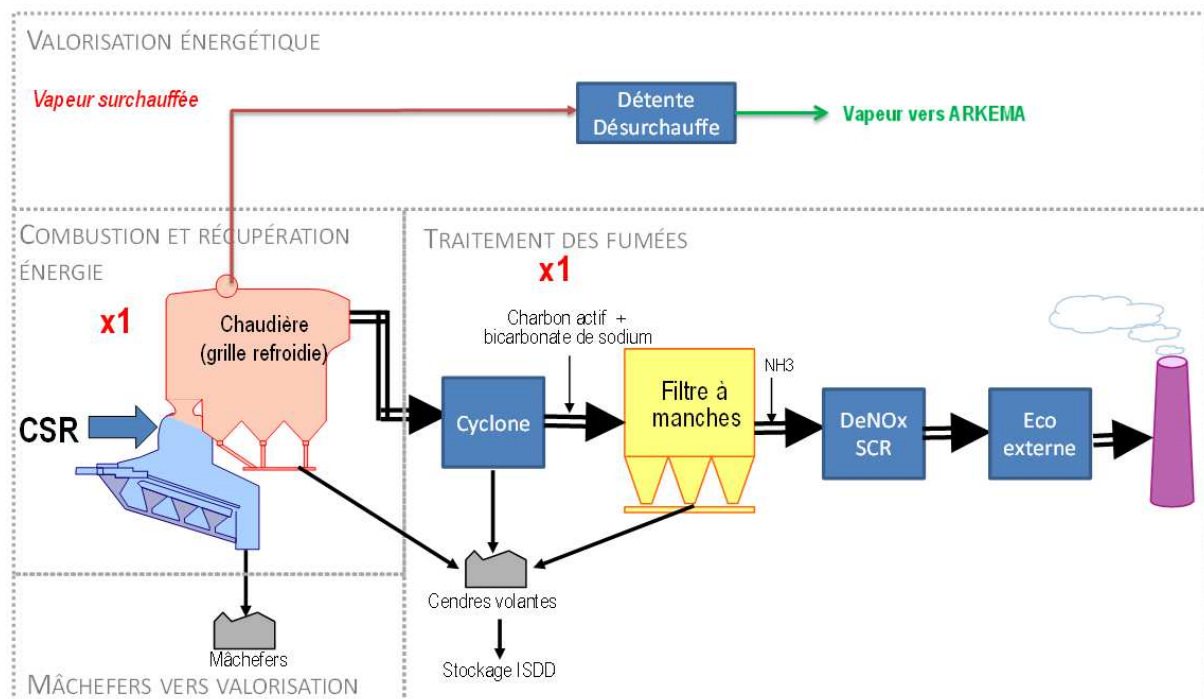 VALORISATION ÉNERGÉTIQUE
Vapeur surchauffée
Détente
Désurchauffe
Vapeur vers ARKEMA
COMBUSTION ET RÉCUPÉRATION
ÉNERGIE
x1
Chaudière
(grille refroidie)
CSR
TRAITEMENT DES FUMÉES
x1
Charbon actif +
bicarbonate de sodium
Cyclone
Filtre à
manches
NH3
DeNOx
SCR
Eco
externe
Cendres volantes
Stockage ISDD
Mâchefers
MÂCHEFERS VERS VALORISATION